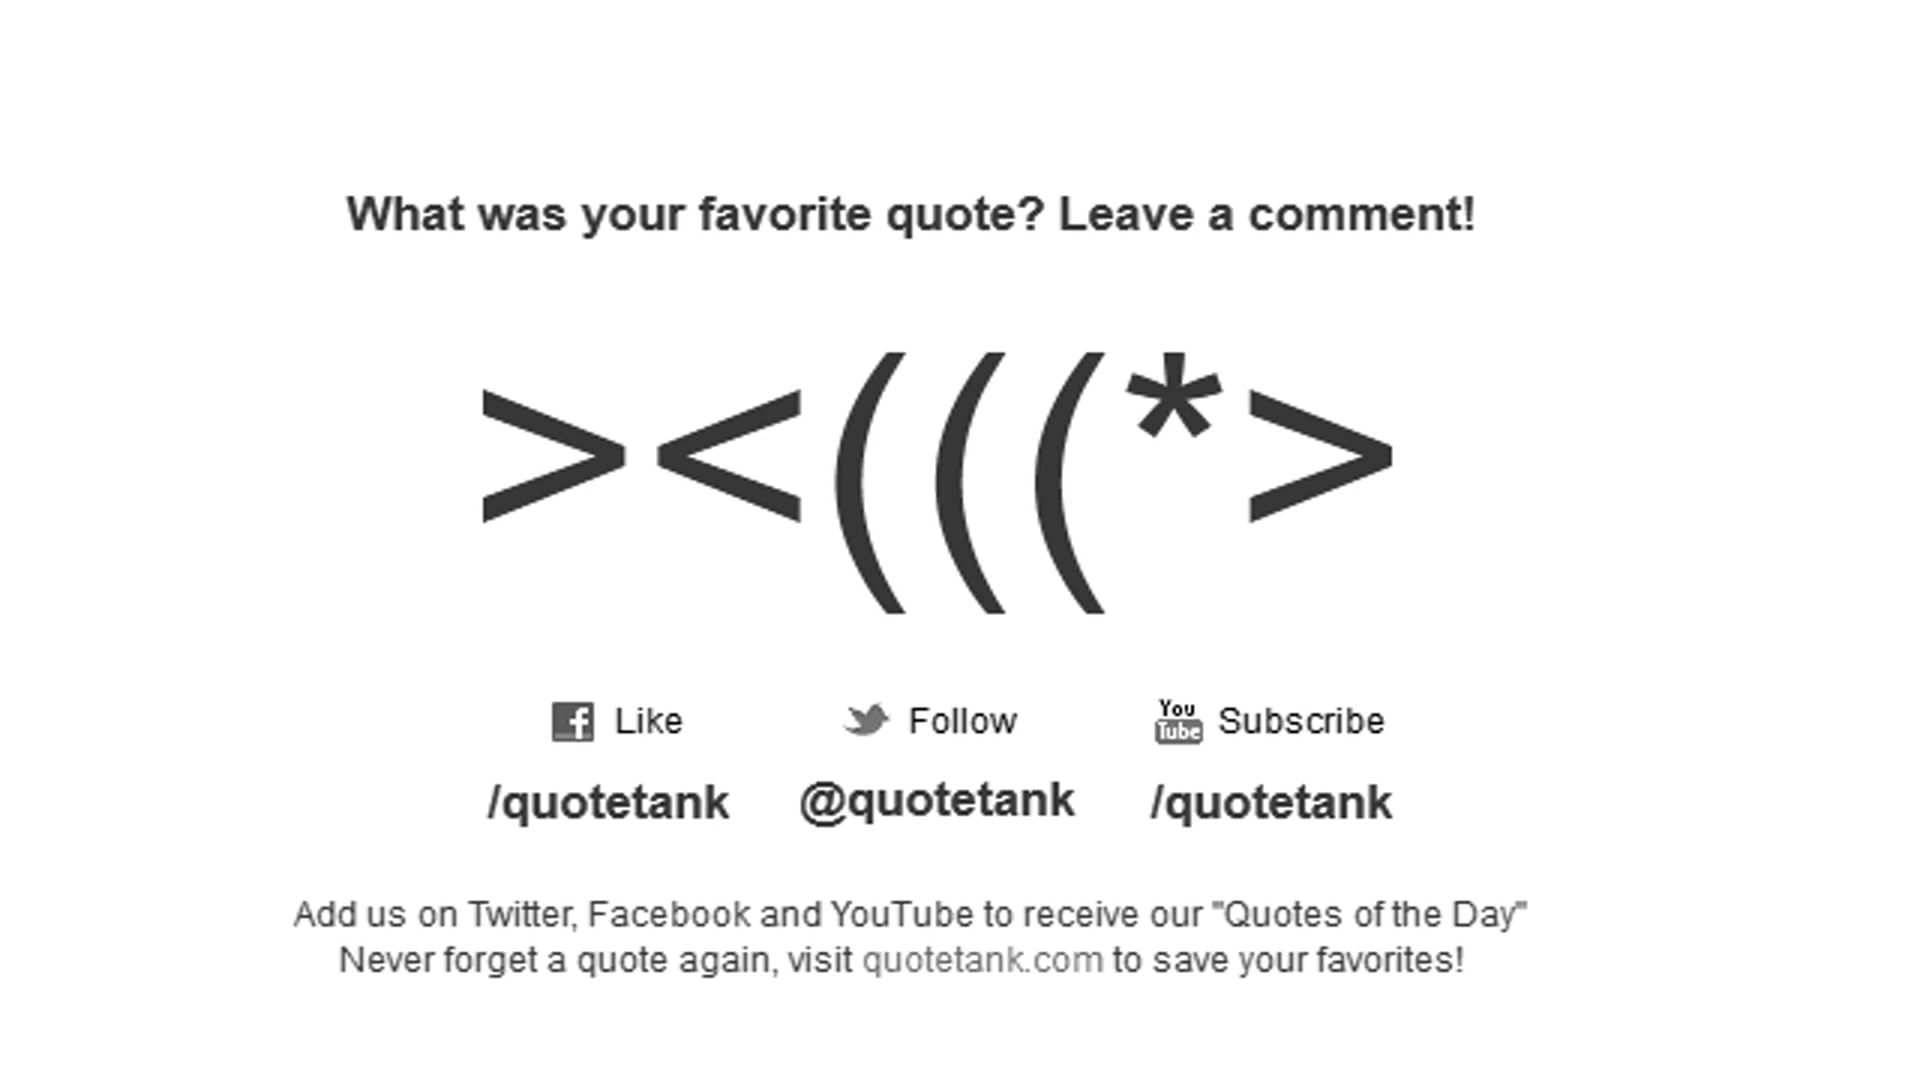 What was your favorite quote? Leave a comment!
><(((*>
f Like Follow You Tube Subscribe
/quotetank @quotetank /quotetank
Add us on Twitter, Facebook and YouTube to receive our "Quotes of the Day"
Never forget a quote again, visit quotetank.com to save your favorites!